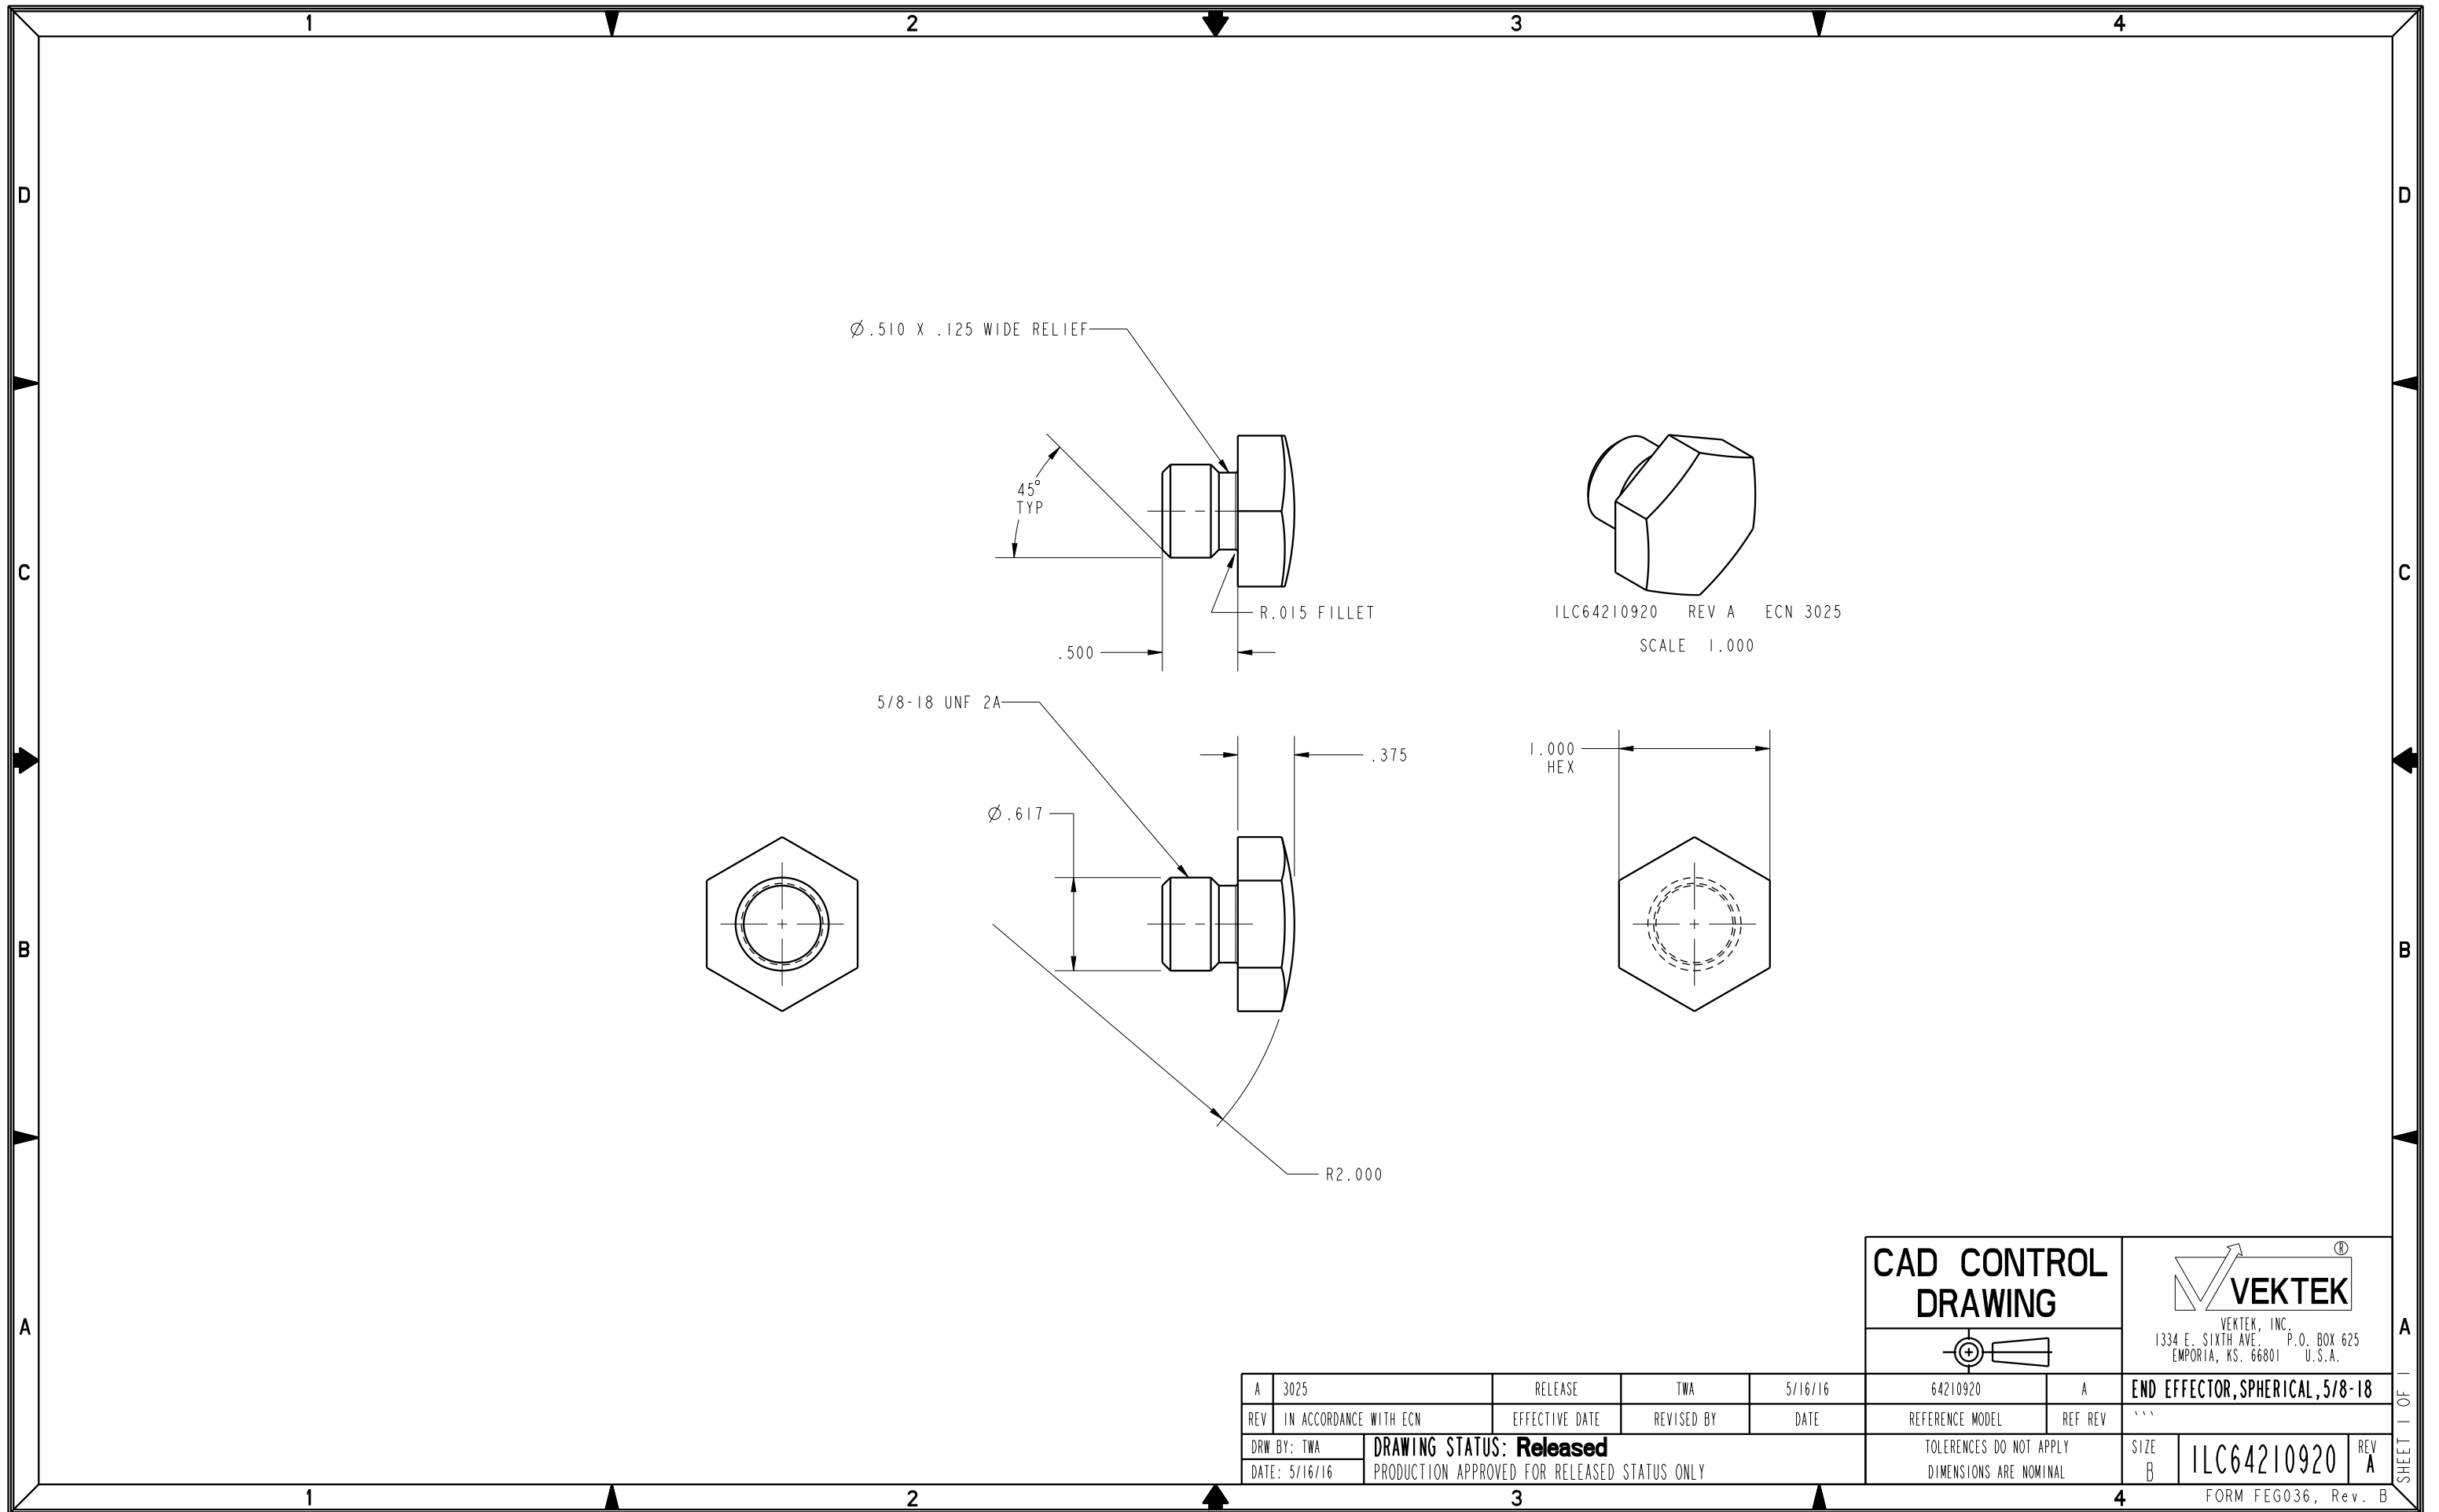 1 2 3 4
D D
Ø.510 X .125 WIDE RELIEF
45°
TYP
C C
R.015 FILLET
ILC64210920 REV A ECN 3025
.500
SCALE 1.000
5/8-18 UNF 2A
1.000
HEX
.375
Ø.617
B B
R2.000
CAD CONTROL
DRAWING
®
VEKTEK
VEKTEK, INC.
1334 E. SIXTH AVE. P.O. BOX 625
EMPORIA, KS. 66801 U.S.A.
A A
A 3025 RELEASE TWA 5/16/16 64210920 A END EFFECTOR,SPHERICAL,5/8-18
REV IN ACCORDANCE WITH ECN EFFECTIVE DATE REVISED BY DATE REFERENCE MODEL REF REV ```
DRW BY: TWA DRAWING STATUS: Released TOLERENCES DO NOT APPLY SIZE ILC64210920 REV
DATE: 5/16/16 PRODUCTION APPROVED FOR RELEASED STATUS ONLY DIMENSIONS ARE NOMINAL B A
SHEET 1 OF 1
FORM FEG036, Rev. B
1 2 3 4